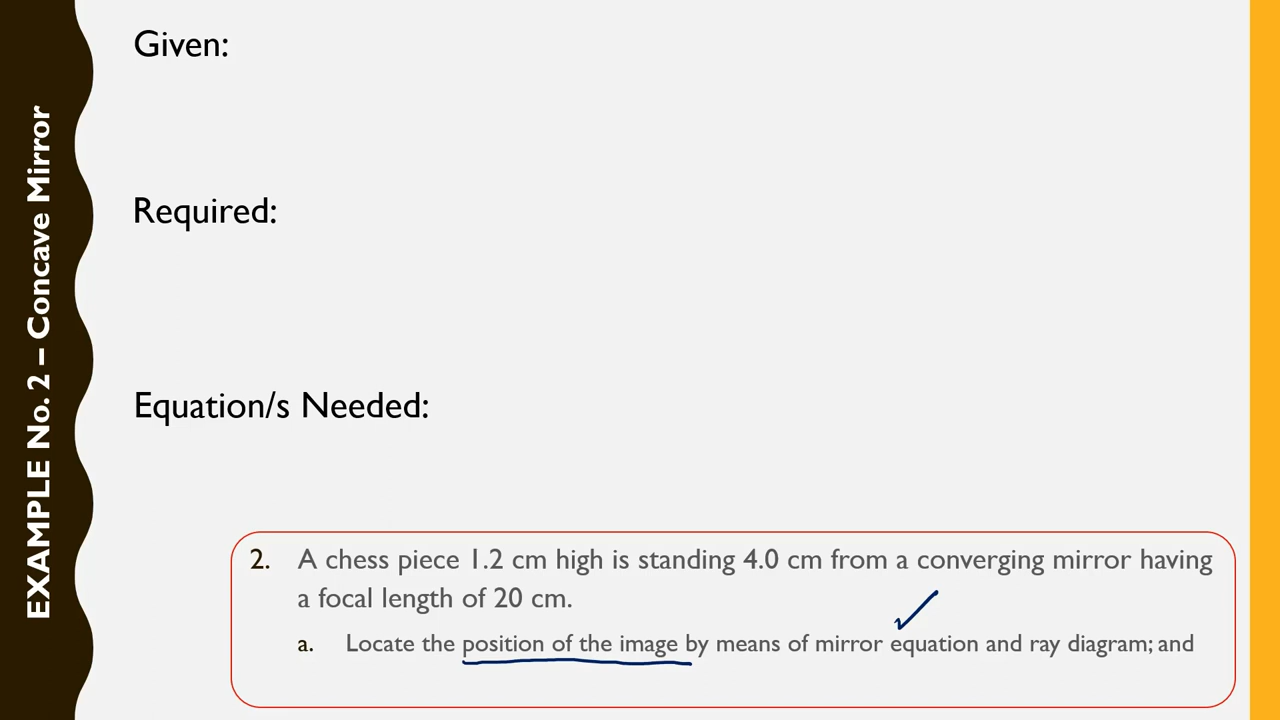 EXAMPLE No. 2 – Concave Mirror
Given:
Required:
Equation/s Needed:
2. A chess piece 1.2 cm high is standing 4.0 cm from a converging mirror having
a focal length of 20 cm.
a. Locate the position of the image by means of mirror equation and ray diagram; and